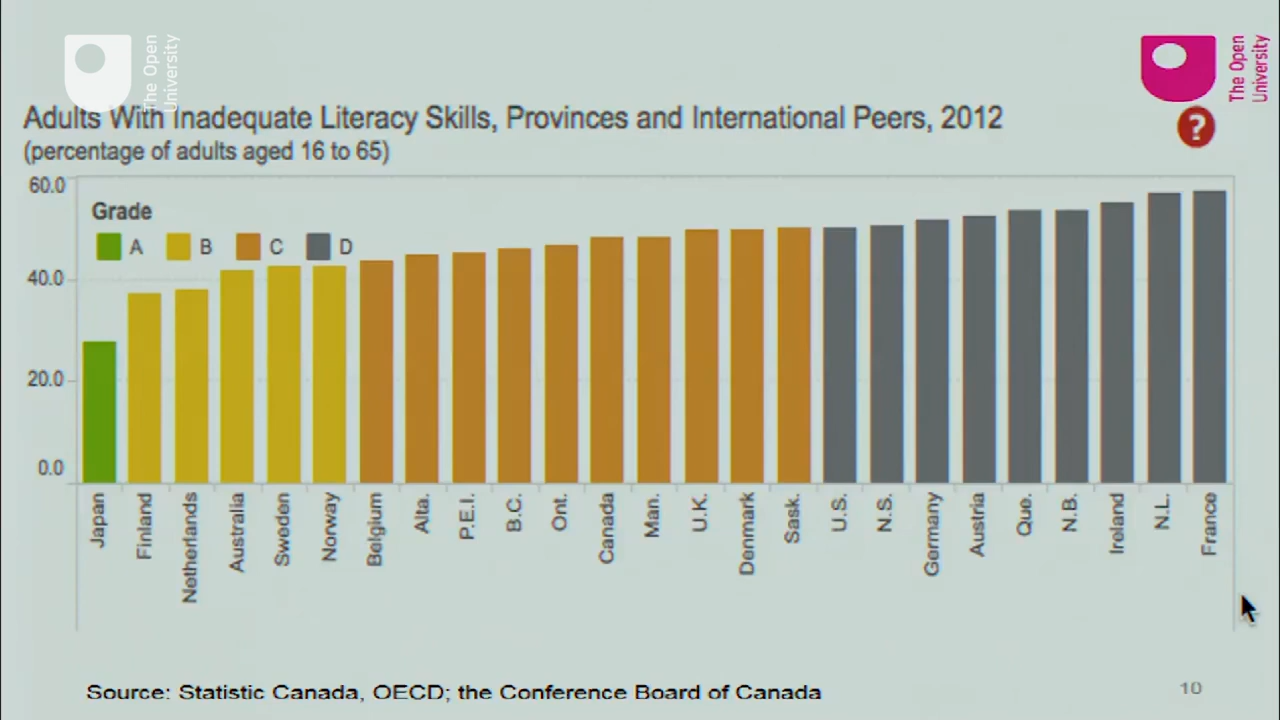 The Open
University
The Open
University
Adults With Inadequate Literacy Skills, Provinces and International Peers, 2012
?
(percentage of adults aged 16 to 65)
60.0
Grade
A B C D
40.0
20.0
0.0
Japan
Finland
Netherlands
Australia
Sweden
Norway
Belgium
Alta.
P.E.I.
B.C.
Ont.
Canada
Man.
U.K.
Denmark
Sask.
U.S.
N.S.
Germany
Austria
Que.
N.B.
Ireland
N.L.
France
Source: Statistic Canada, OECD; the Conference Board of Canada
10